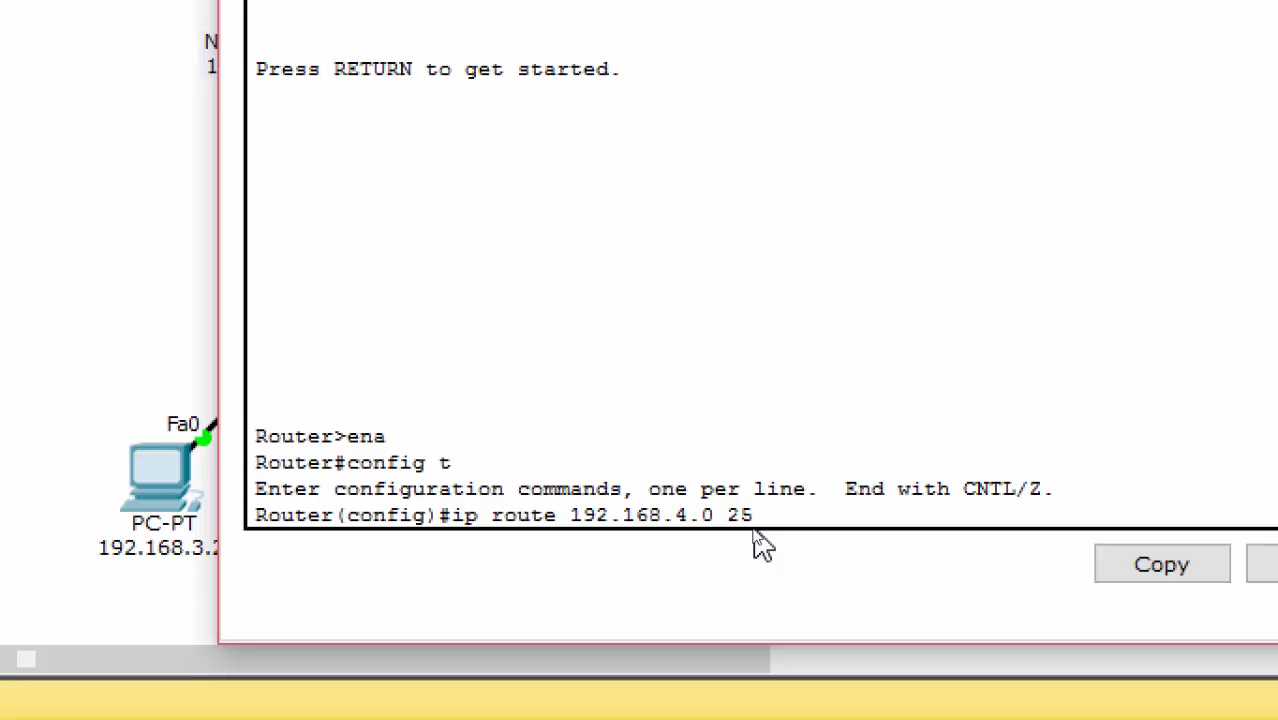 N
1
Press RETURN to get started.
Router>ena
Router#config t
Enter configuration commands, one per line.  End with CNTL/Z.
Router(config)#ip route 192.168.4.0 25
Fa0
PC-PT
192.168.3.2
Copy